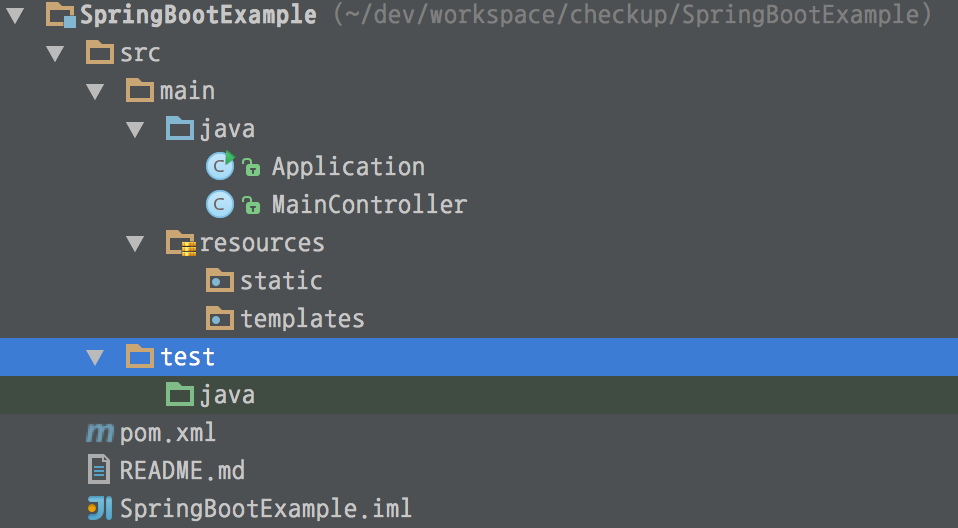 SpringBootExample (~/dev/workspace/checkup/SpringBootExample)
src
main
java
C Application
C MainController
resources
static
templates
test
java
m pom.xml
README.md
SpringBootExample.iml